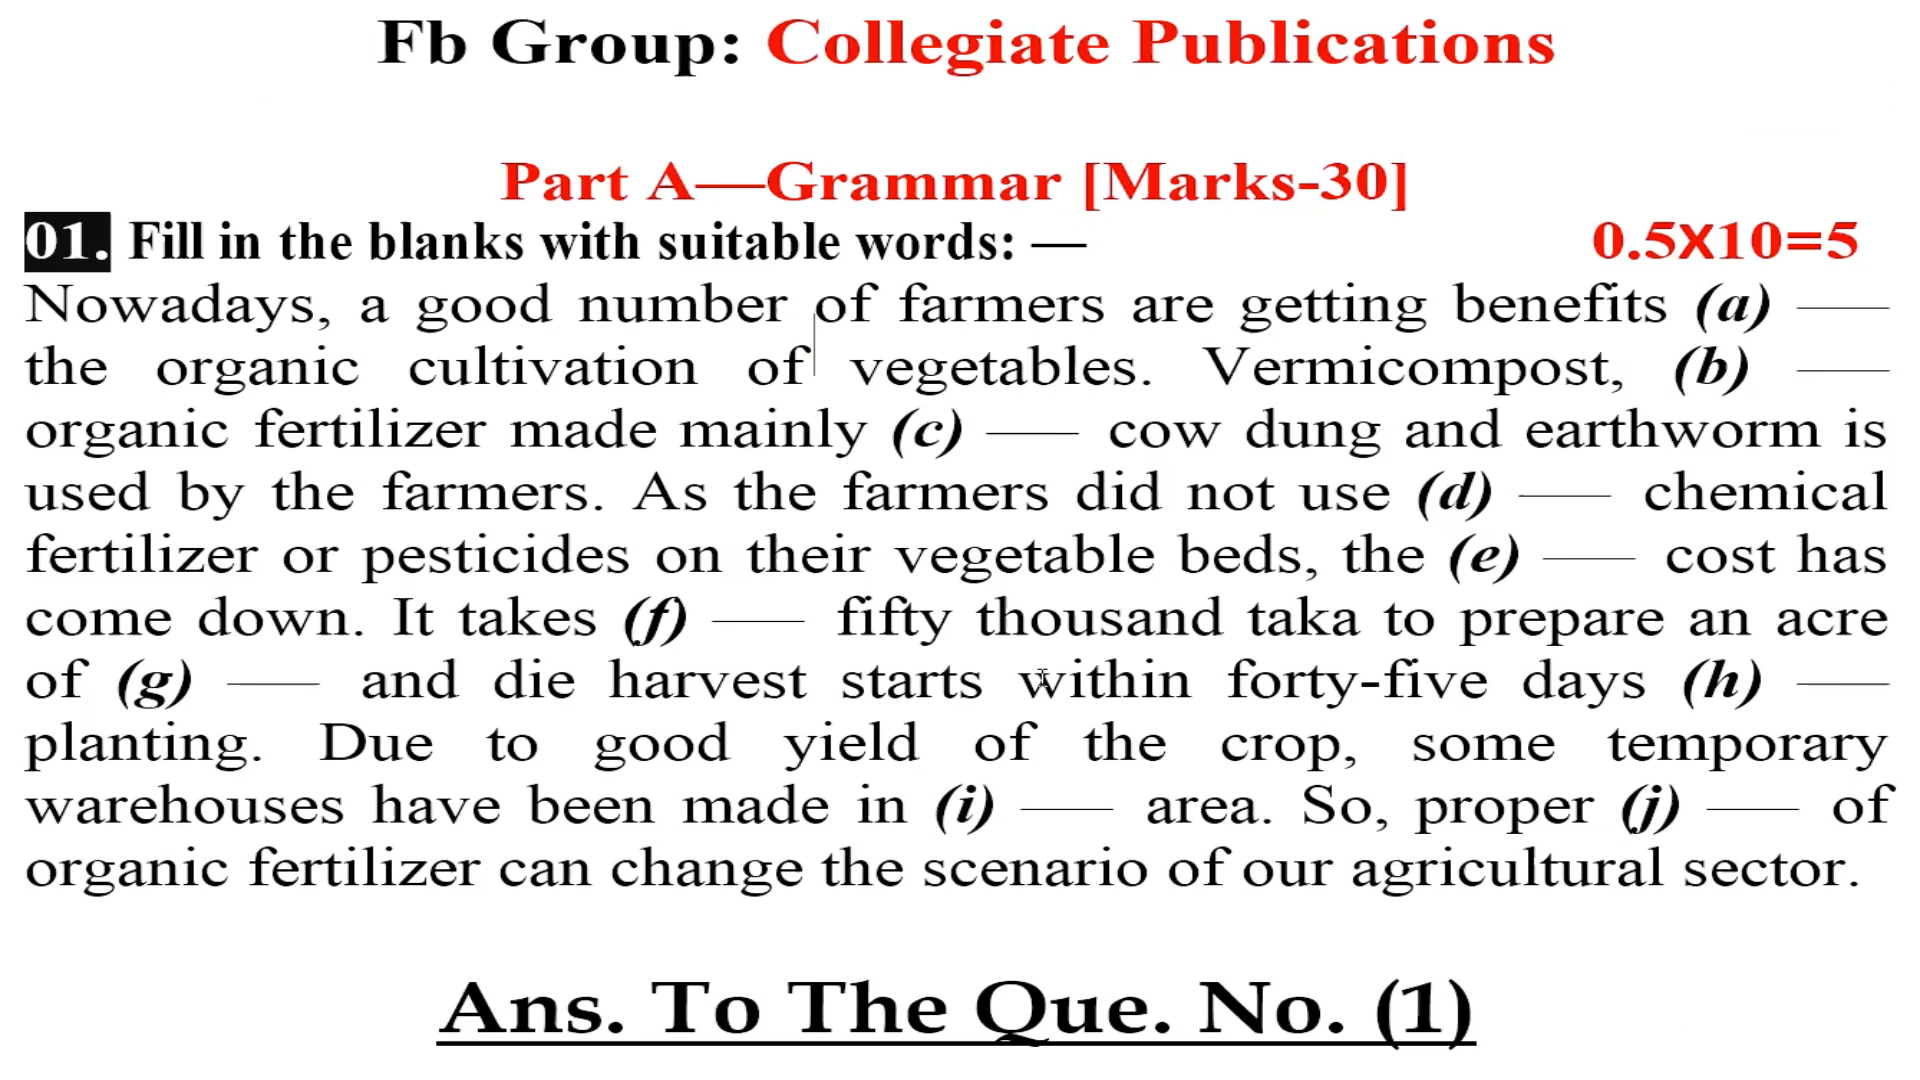 Fb Group: Collegiate Publications
Part A—Grammar [Marks-30]
01. Fill in the blanks with suitable words: — 0.5X10=5
Nowadays, a good number of farmers are getting benefits (a) —
the organic cultivation of vegetables. Vermicompost, (b) —
organic fertilizer made mainly (c) — cow dung and earthworm is
used by the farmers. As the farmers did not use (d) — chemical
fertilizer or pesticides on their vegetable beds, the (e) — cost has
come down. It takes (f) — fifty thousand taka to prepare an acre
of (g) — and die harvest starts within forty-five days (h) —
planting. Due to good yield of the crop, some temporary
warehouses have been made in (i) — area. So, proper (j) — of
organic fertilizer can change the scenario of our agricultural sector.
Ans. To The Que. No. (1)